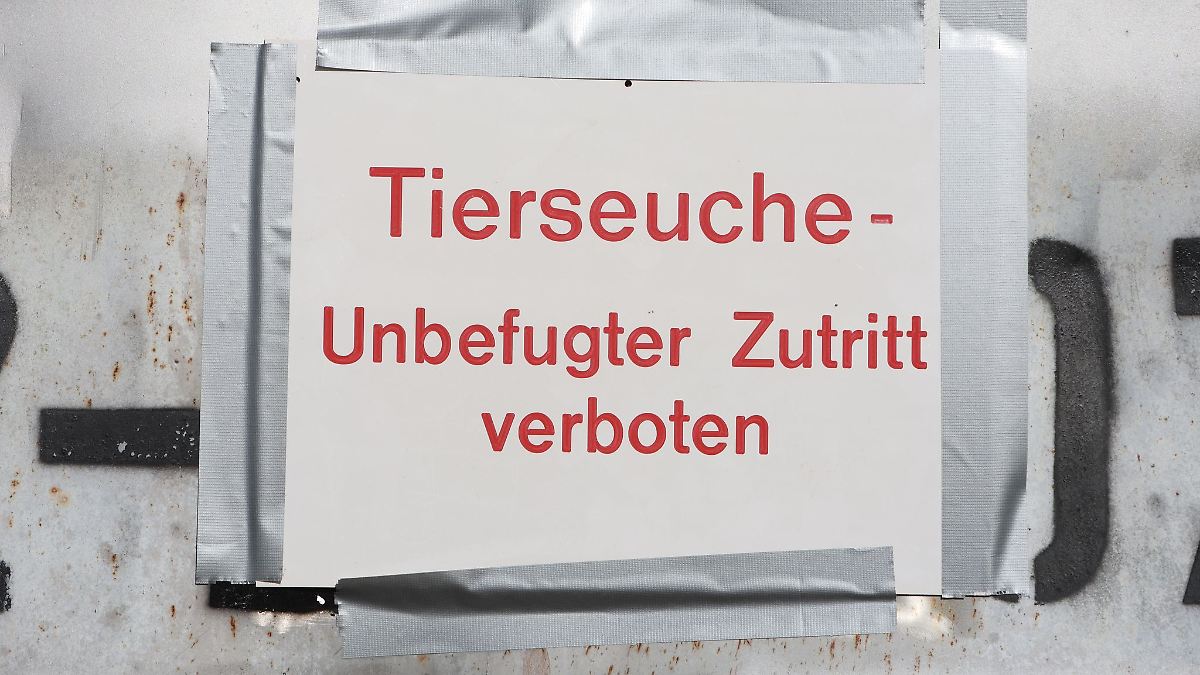 Tierseuche -
Unbefugter Zutritt
verboten